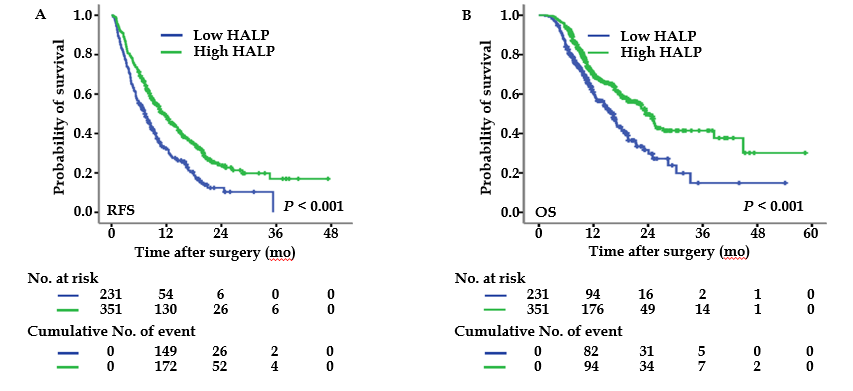 A
1.0
0.8
0.6
0.4
0.2
0.0
Probability of survival
Low HALP
High HALP
RFS
P < 0.001
0 12 24 36 48
Time after surgery (mo)
No. at risk
231 54 6 0 0
351 130 26 6 0
Cumulative No. of event
0 149 26 2 0
0 172 52 4 0
B
1.0
0.8
0.6
0.4
0.2
0.0
Probability of survival
Low HALP
High HALP
OS
P < 0.001
0 12 24 36 48 60
Time after surgery (mo)
No. at risk
231 94 16 2 1 0
351 176 49 14 1 0
Cumulative No. of event
0 82 31 5 0 0
0 94 34 7 2 0